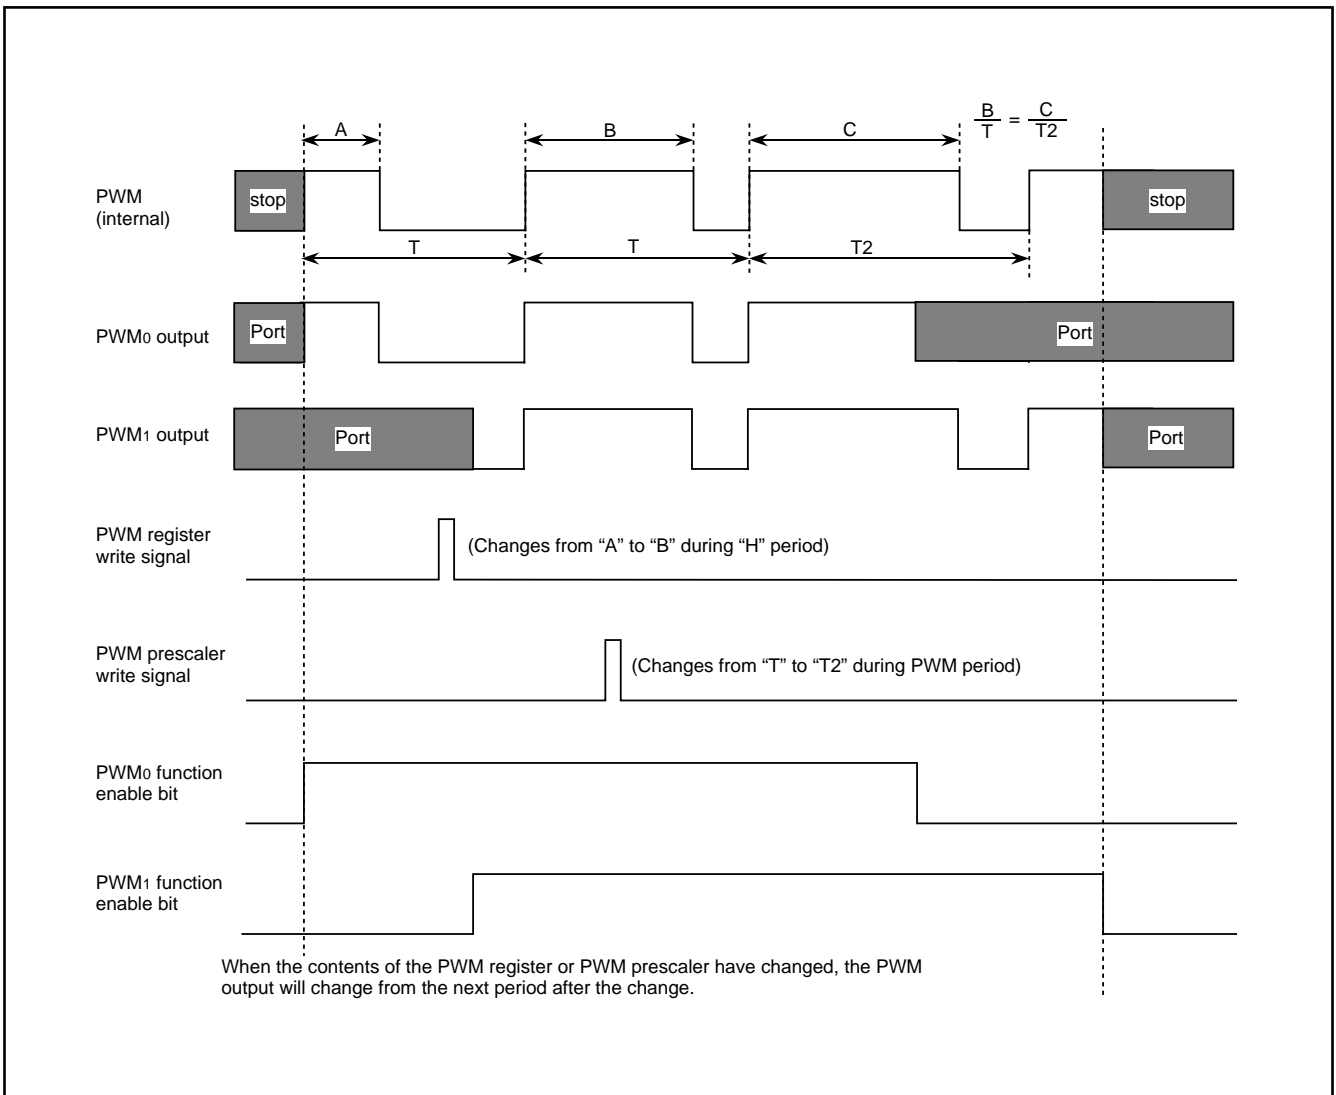 A
B
C
B/T = C/T2
PWM
(internal)
stop
stop
T
T
T2
PWM0 output
Port
Port
PWM1 output
Port
Port
PWM register
write signal
(Changes from “A” to “B” during “H” period)
PWM prescaler
write signal
(Changes from “T” to “T2” during PWM period)
PWM0 function
enable bit
PWM1 function
enable bit
When the contents of the PWM register or PWM prescaler have changed, the PWM
output will change from the next period after the change.